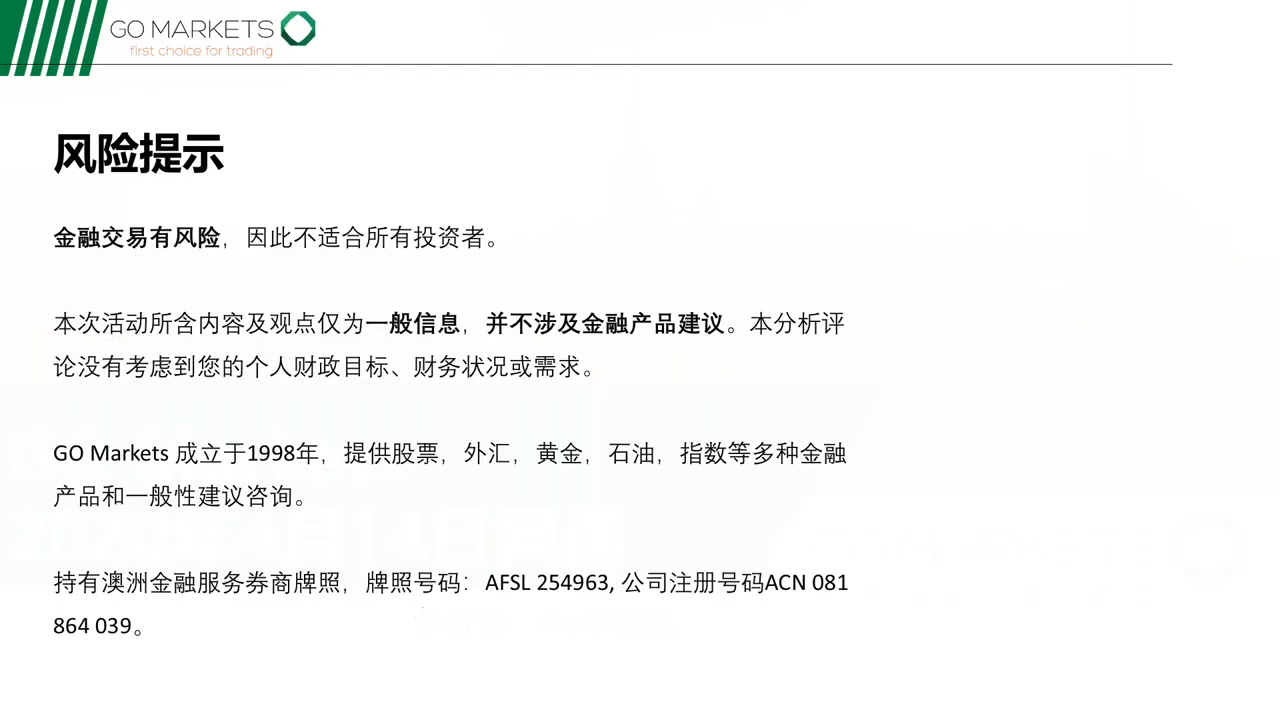 GO MARKETS
first choice for trading
风险提示
金融交易有风险，因此不适合所有投资者。
本次活动所含内容及观点仅为一般信息，并不涉及金融产品建议。本分析评
论没有考虑到您的个人财政目标、财务状况或需求。
GO Markets 成立于1998年，提供股票，外汇，黄金，石油，指数等多种金融
产品和一般性建议咨询。
持有澳洲金融服务券商牌照，牌照号码：AFSL 254963, 公司注册号码ACN 081
864 039。